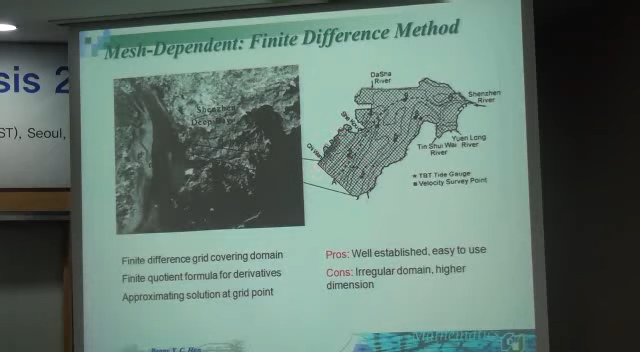 Mesh-Dependent: Finite Difference Method
sis 2
ST), Seoul,
Shenzhen
Deep Bay
DaSha
River
Shenzhen
River
Yuen Long
River
Tin Shui Wai
River
TBT Tide Gauge
Velocity Survey Point
Finite difference grid covering domain
Finite quotient formula for derivatives
Approximating solution at grid point
Pros: Well established, easy to use
Cons: Irregular domain, higher
dimension